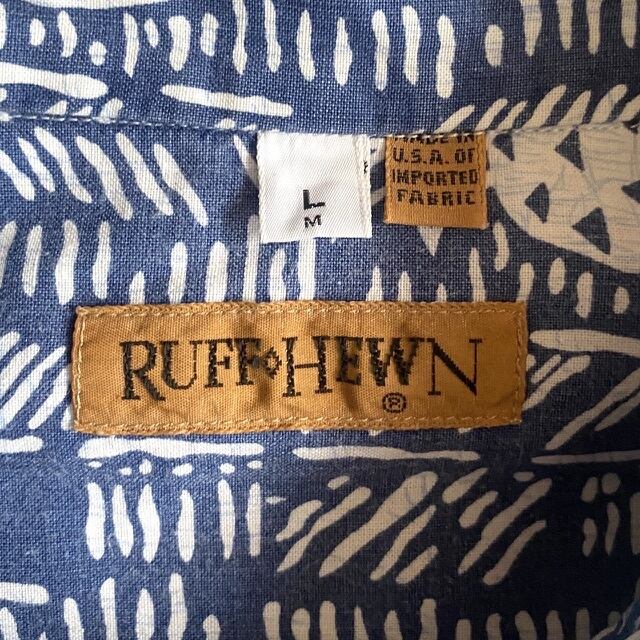 L
M
MADE IN
U.S.A. OF
IMPORTED
FABRIC
RUFF HEWN
®